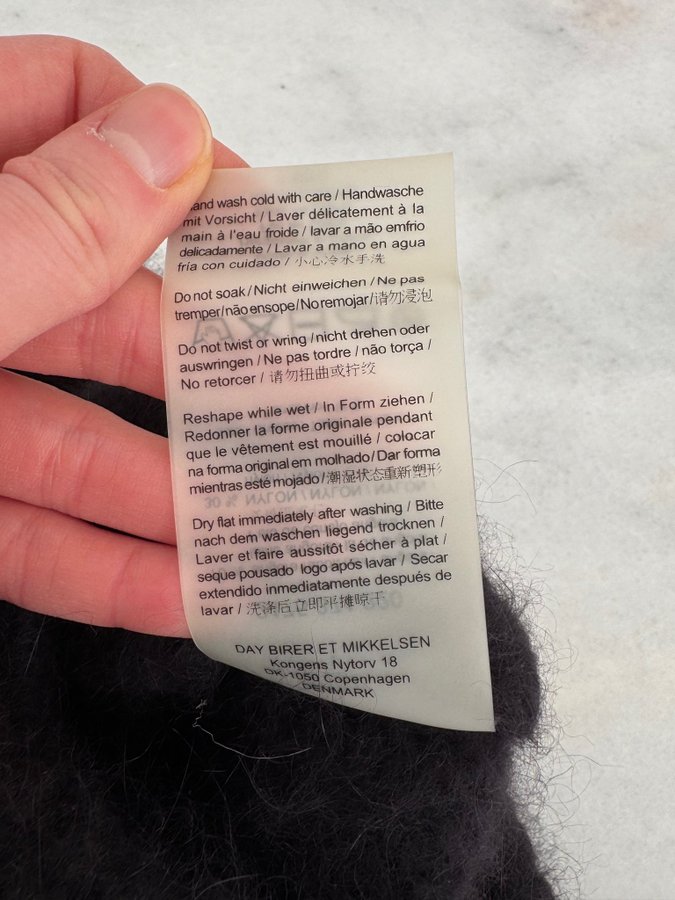 and wash cold with care / Handwasche
mit Vorsicht / Laver délicatement à la
main à l'eau froide / lavar a mão emfrio
delicadamente / Lavar a mano en agua
fría con cuidado / 小心冷水手洗
Do not soak / Nicht einweichen / Ne pas
tremper / não ensope / No remojar / 请勿浸泡
Do not twist or wring / nicht drehen oder
auswringen / Ne pas tordre / não torça /
No retorcer / 请勿扭曲或拧绞
Reshape while wet / In Form ziehen /
Redonner la forme originale pendant
que le vêtement est mouillé / colocar
na forma original em molhado / Dar forma
mientras esté mojado / 潮湿状态重新塑形
Dry flat immediately after washing / Bitte
nach dem waschen liegend trocknen /
Laver et faire aussitôt sécher à plat /
seque pousado logo após lavar / Secar
extendido inmediatamente después de
lavar / 洗涤后立即平摊晾干
DAY BIRER ET MIKKELSEN
Kongens Nytorv 18
DK-1050 Copenhagen
DENMARK